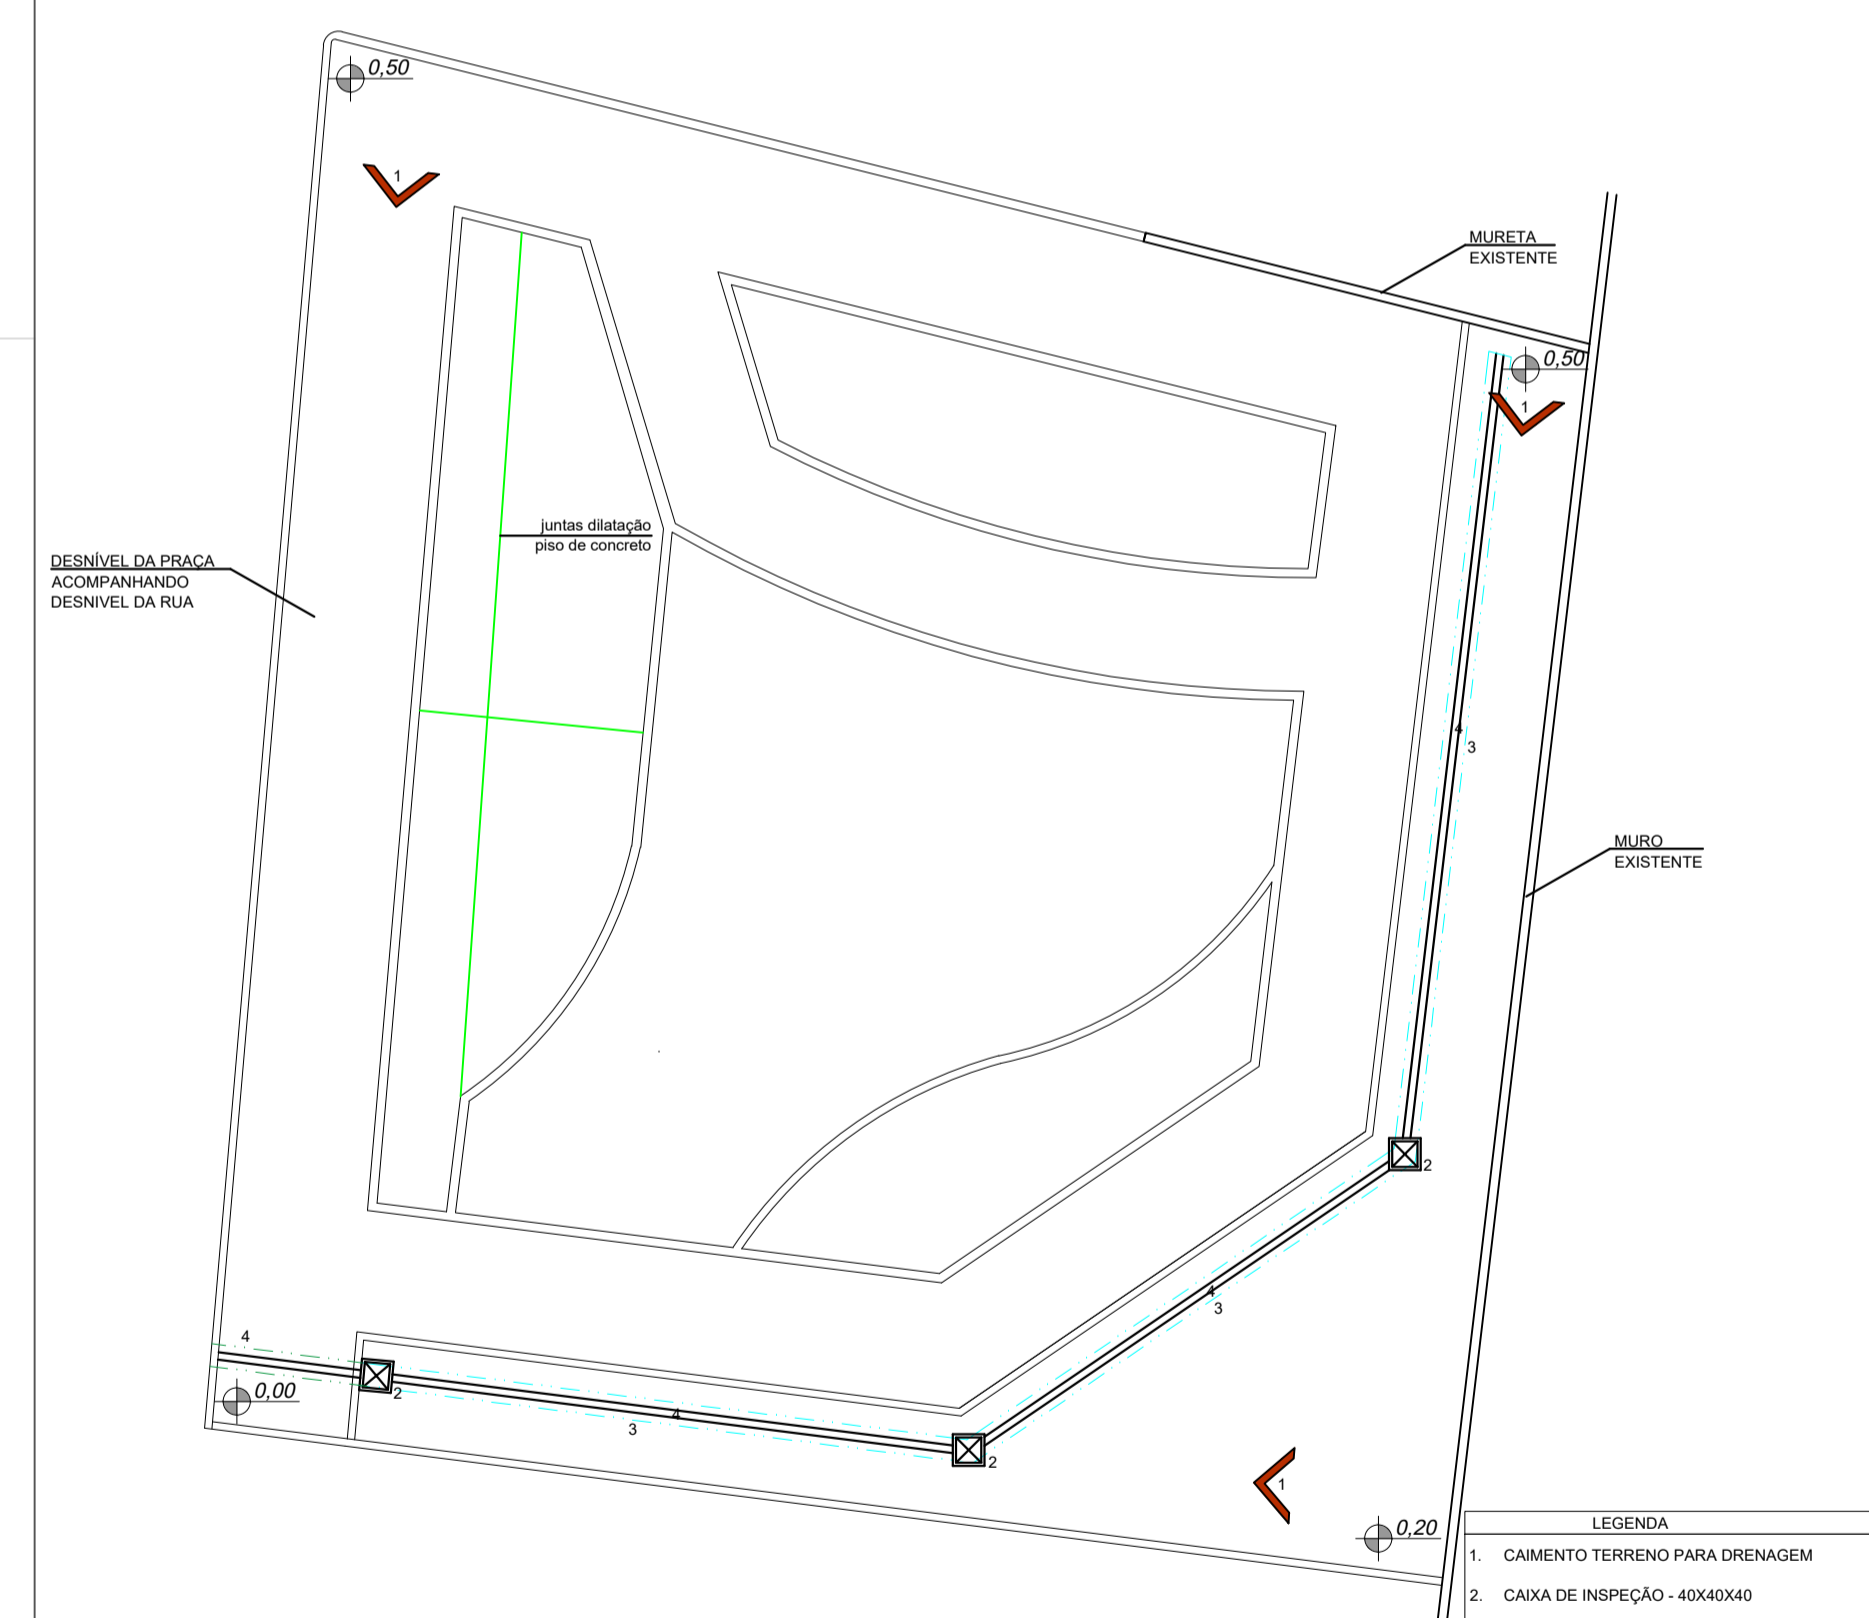 0,50
1
MURETA
EXISTENTE
0,50
1
juntas dilatação
piso de concreto
DESNÍVEL DA PRAÇA
ACOMPANHANDO
DESNIVEL DA RUA
4
3
MURO
EXISTENTE
2
4
3
4
0,00
2
4
3
2
1
0,20
LEGENDA
1. CAIMENTO TERRENO PARA DRENAGEM
2. CAIXA DE INSPEÇÃO - 40X40X40